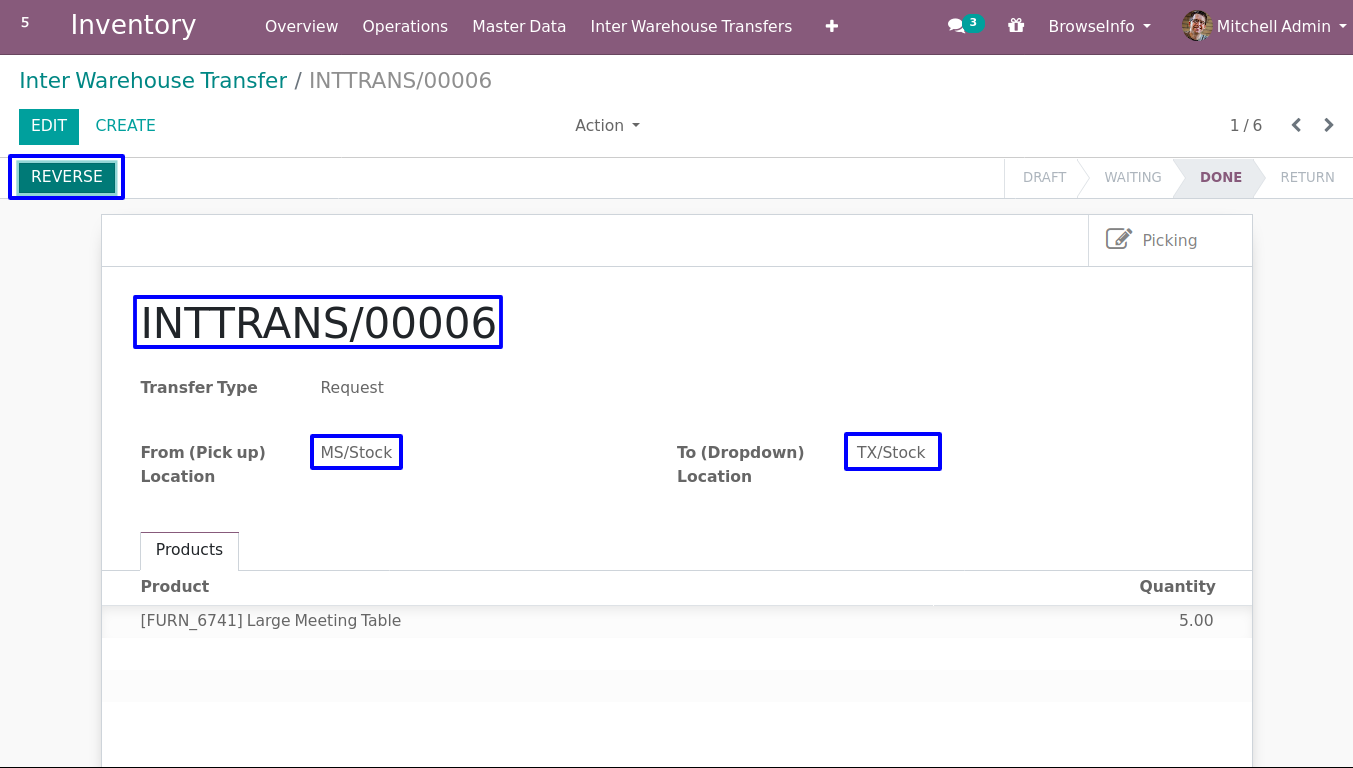 5 Inventory Overview Operations Master Data Inter Warehouse Transfers 3 BrowseInfo Mitchell Admin
Inter Warehouse Transfer / INTTRANS/00006
EDIT CREATE Action 1 / 6
REVERSE DRAFT WAITING DONE RETURN
Picking
INTTRANS/00006
Transfer Type Request
From (Pick up) MS/Stock To (Dropdown) TX/Stock
Location Location
Products
Product Quantity
[FURN_6741] Large Meeting Table 5.00